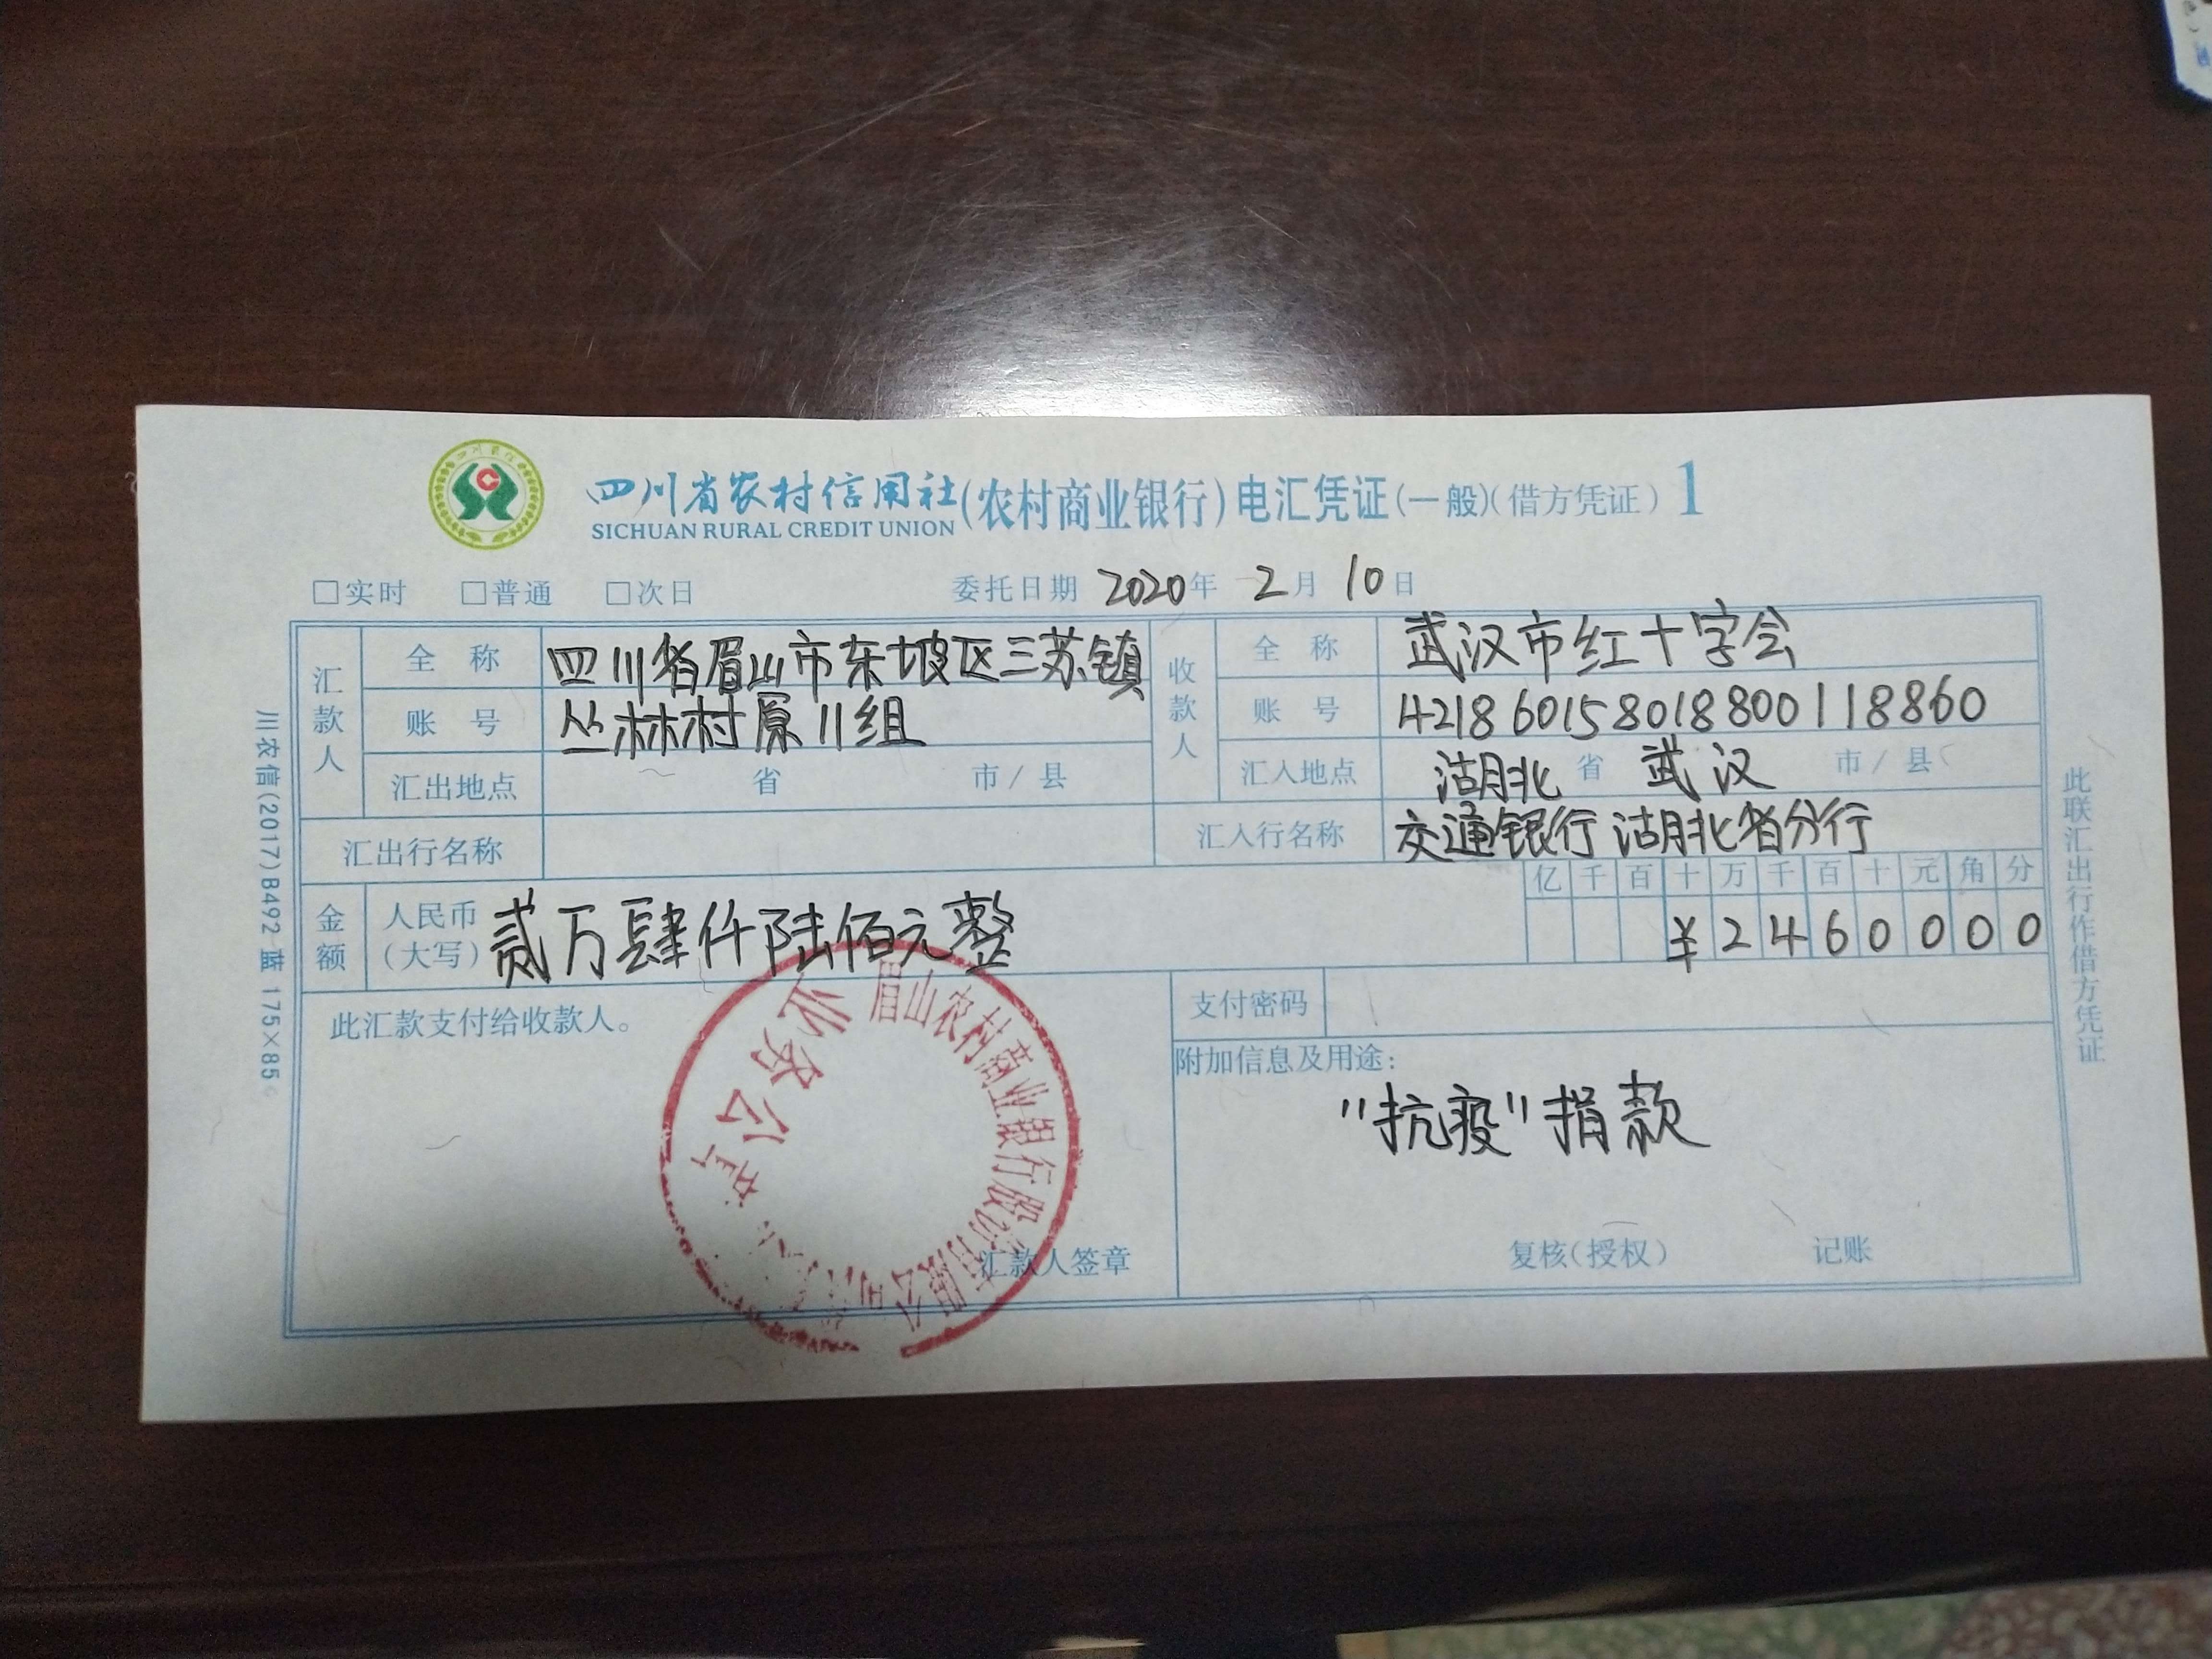 四川省农村信用社(农村商业银行)电汇凭证(一般)(借方凭证) 1
SICHUAN RURAL CREDIT UNION
□实时 □普通 □次日 委托日期 2020年 2月 10日
汇款人 全称 四川省眉山市东坡区三苏镇
账号 丛林村原11组
汇出地点 省 市/县
汇出行名称
收款人 全称 武汉市红十字会
账号 421860158018800118860
汇入地点 湖北 省 武汉 市/县
汇入行名称 交通银行湖北省分行
金额 人民币(大写) 贰万肆仟陆佰元整
亿 千 百 十 万 千 百 十 元 角 分
¥ 2 4 6 0 0 0 0
此汇款支付给收款人。
汇款人签章
支付密码
附加信息及用途:
"抗疫"捐款
复核(授权) 记账
川农信(2017)B492 蓝 175×85
此联汇出行作借方凭证
眉山农村商业银行股份有限公司
业务公章